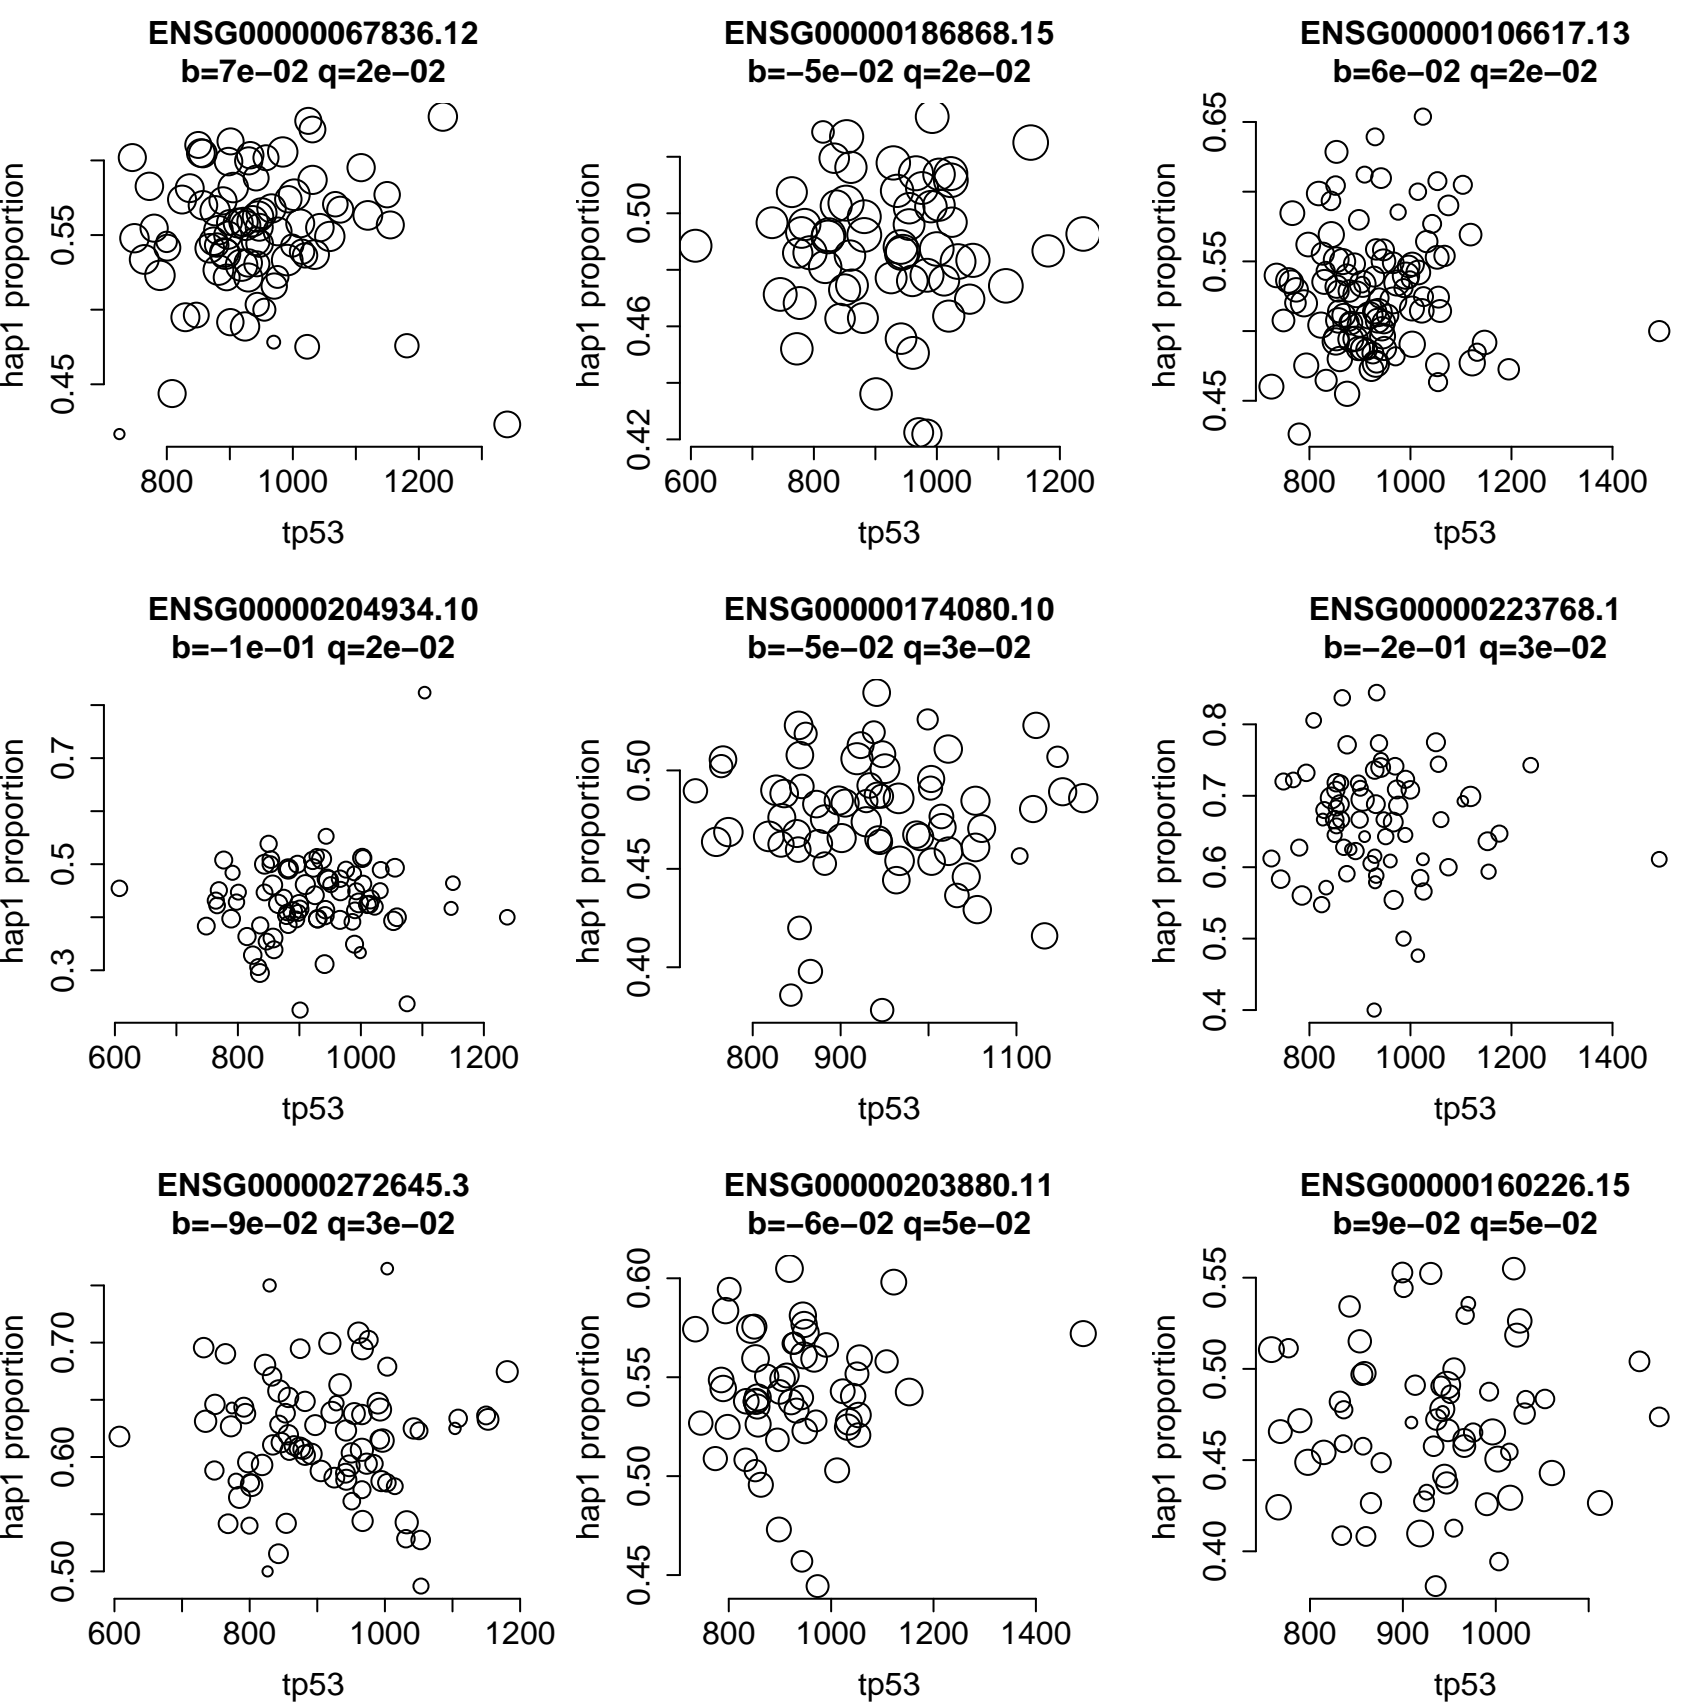 ENSG00000067836.12
b=7e−02 q=2e−02
hap1 proportion
0.45 0.55
800 1000 1200
tp53
ENSG00000186868.15
b=−5e−02 q=2e−02
hap1 proportion
0.42 0.46 0.50
600 800 1000 1200
tp53
ENSG00000106617.13
b=6e−02 q=2e−02
hap1 proportion
0.45 0.55 0.65
800 1000 1200 1400
tp53
ENSG00000204934.10
b=−1e−01 q=2e−02
hap1 proportion
0.3 0.5 0.7
600 800 1000 1200
tp53
ENSG00000174080.10
b=−5e−02 q=3e−02
hap1 proportion
0.40 0.45 0.50
800 900 1100
tp53
ENSG00000223768.1
b=−2e−01 q=3e−02
hap1 proportion
0.4 0.5 0.6 0.7 0.8
800 1000 1200 1400
tp53
ENSG00000272645.3
b=−9e−02 q=3e−02
hap1 proportion
0.50 0.60 0.70
600 800 1000 1200
tp53
ENSG00000203880.11
b=−6e−02 q=5e−02
hap1 proportion
0.45 0.50 0.55 0.60
800 1000 1200 1400
tp53
ENSG00000160226.15
b=9e−02 q=5e−02
hap1 proportion
0.40 0.45 0.50 0.55
800 900 1000
tp53